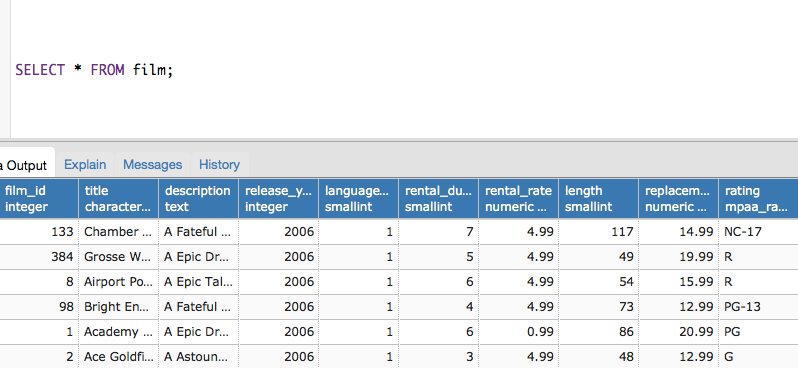 SELECT * FROM film;
a Output Explain Messages History
film_id title description release_y... language... rental_du... rental_rate length replacem... rating
integer character... text integer smallint smallint numeric ... smallint numeric ... mpaa_ra...
133 Chamber ... A Fateful ... 2006 1 7 4.99 117 14.99 NC-17
384 Grosse W... A Epic Dr... 2006 1 5 4.99 49 19.99 R
8 Airport Po... A Epic Tal... 2006 1 6 4.99 54 15.99 R
98 Bright En... A Fateful ... 2006 1 4 4.99 73 12.99 PG-13
1 Academy ... A Epic Dr... 2006 1 6 0.99 86 20.99 PG
2 Ace Goldfi... A Astoun... 2006 1 3 4.99 48 12.99 G